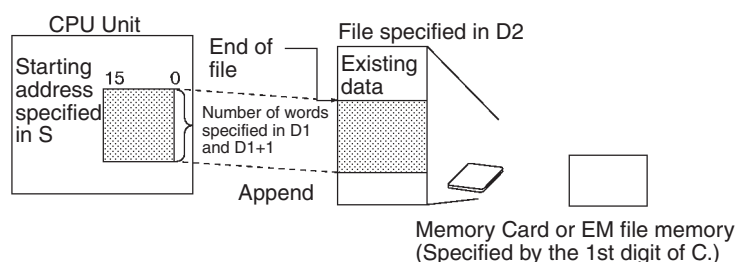 CPU Unit
Starting
address
specified
in S
15 0
Number of words
specified in D1
and D1+1
End of
file
Append
File specified in D2
Existing
data
Memory Card or EM file memory
(Specified by the 1st digit of C.)